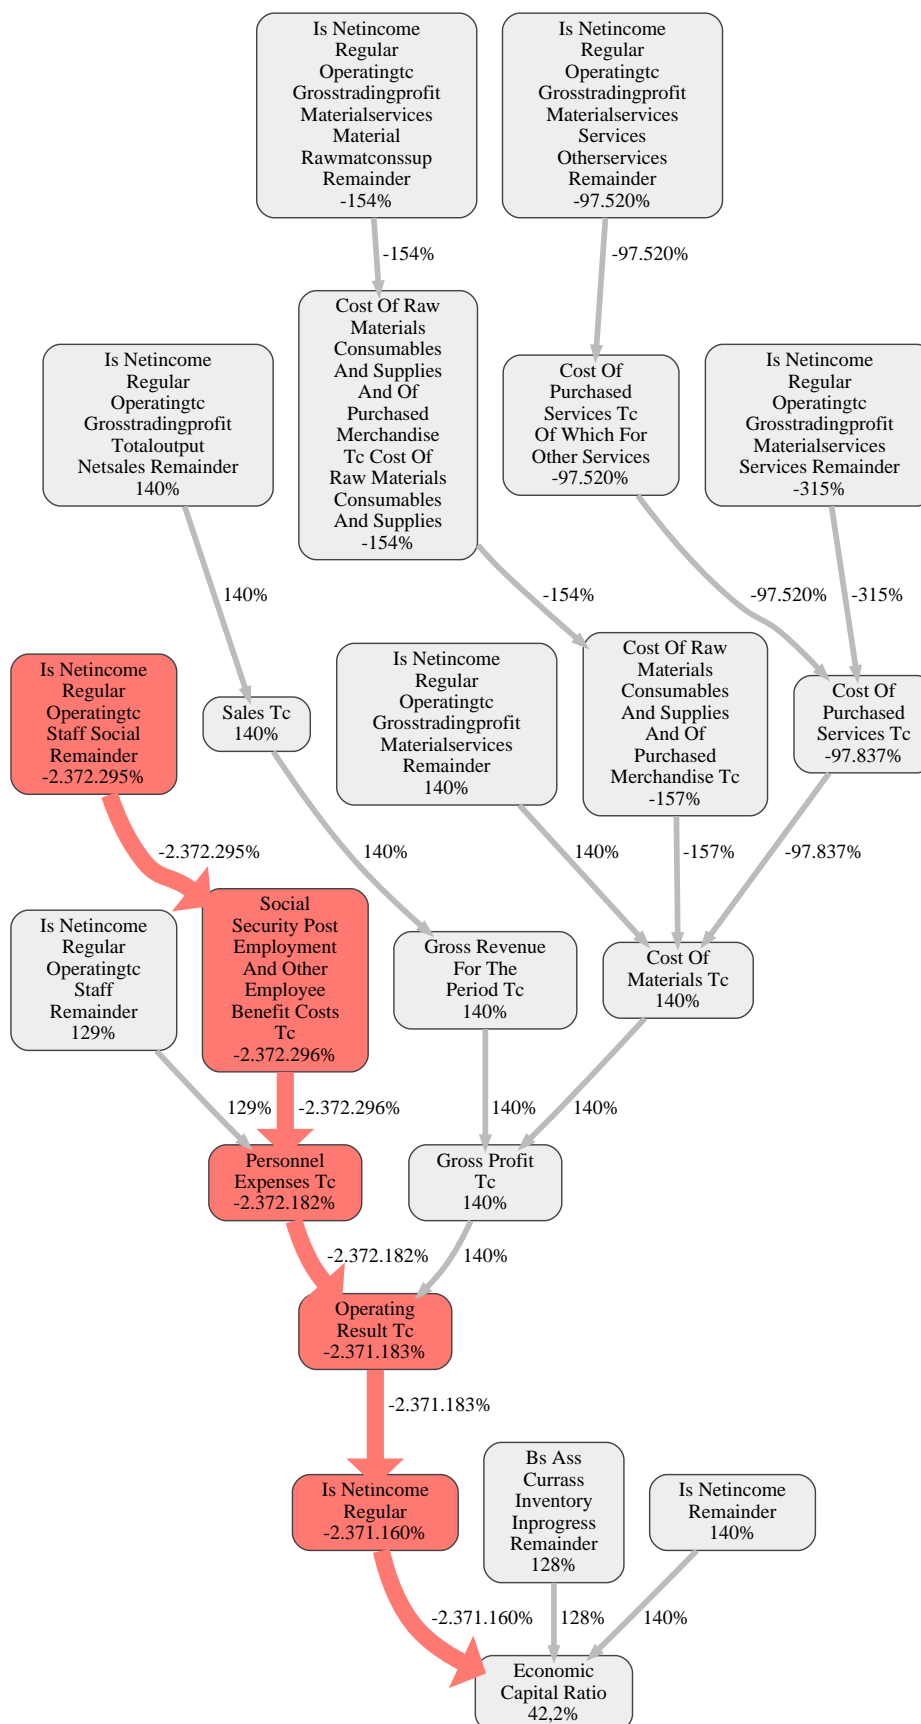 Is Netincome
Regular
Operatingtc
Grosstradingprofit
Materialservices
Material
Rawmatconssup
Remainder
-154%
Is Netincome
Regular
Operatingtc
Grosstradingprofit
Materialservices
Services
Otherservices
Remainder
-97.520%
-154%
-97.520%
Is Netincome
Regular
Operatingtc
Grosstradingprofit
Totaloutput
Netsales Remainder
140%
Cost Of Raw
Materials
Consumables
And Supplies
And Of
Purchased
Merchandise
Tc Cost Of
Raw Materials
Consumables
And Supplies
-154%
Cost Of
Purchased
Services Tc
Of Which For
Other Services
-97.520%
Is Netincome
Regular
Operatingtc
Grosstradingprofit
Materialservices
Services Remainder
-315%
140%
-154%
-97.520%
-315%
Is Netincome
Regular
Operatingtc
Staff Social
Remainder
-2.372.295%
Sales Tc
140%
Is Netincome
Regular
Operatingtc
Grosstradingprofit
Materialservices
Remainder
140%
Cost Of Raw
Materials
Consumables
And Supplies
And Of
Purchased
Merchandise Tc
-157%
Cost Of
Purchased
Services Tc
-97.837%
-2.372.295%
140%
140%
-157%
-97.837%
Is Netincome
Regular
Operatingtc
Staff
Remainder
129%
Social
Security Post
Employment
And Other
Employee
Benefit Costs
Tc
-2.372.296%
Gross Revenue
For The
Period Tc
140%
Cost Of
Materials Tc
140%
129%
-2.372.296%
140%
140%
Personnel
Expenses Tc
-2.372.182%
Gross Profit
Tc
140%
-2.372.182%
140%
Operating
Result Tc
-2.371.183%
-2.371.183%
Is Netincome
Regular
-2.371.160%
Bs Ass
Currass
Inventory
Inprogress
Remainder
128%
Is Netincome
Remainder
140%
-2.371.160%
128%
140%
Economic
Capital Ratio
42,2%